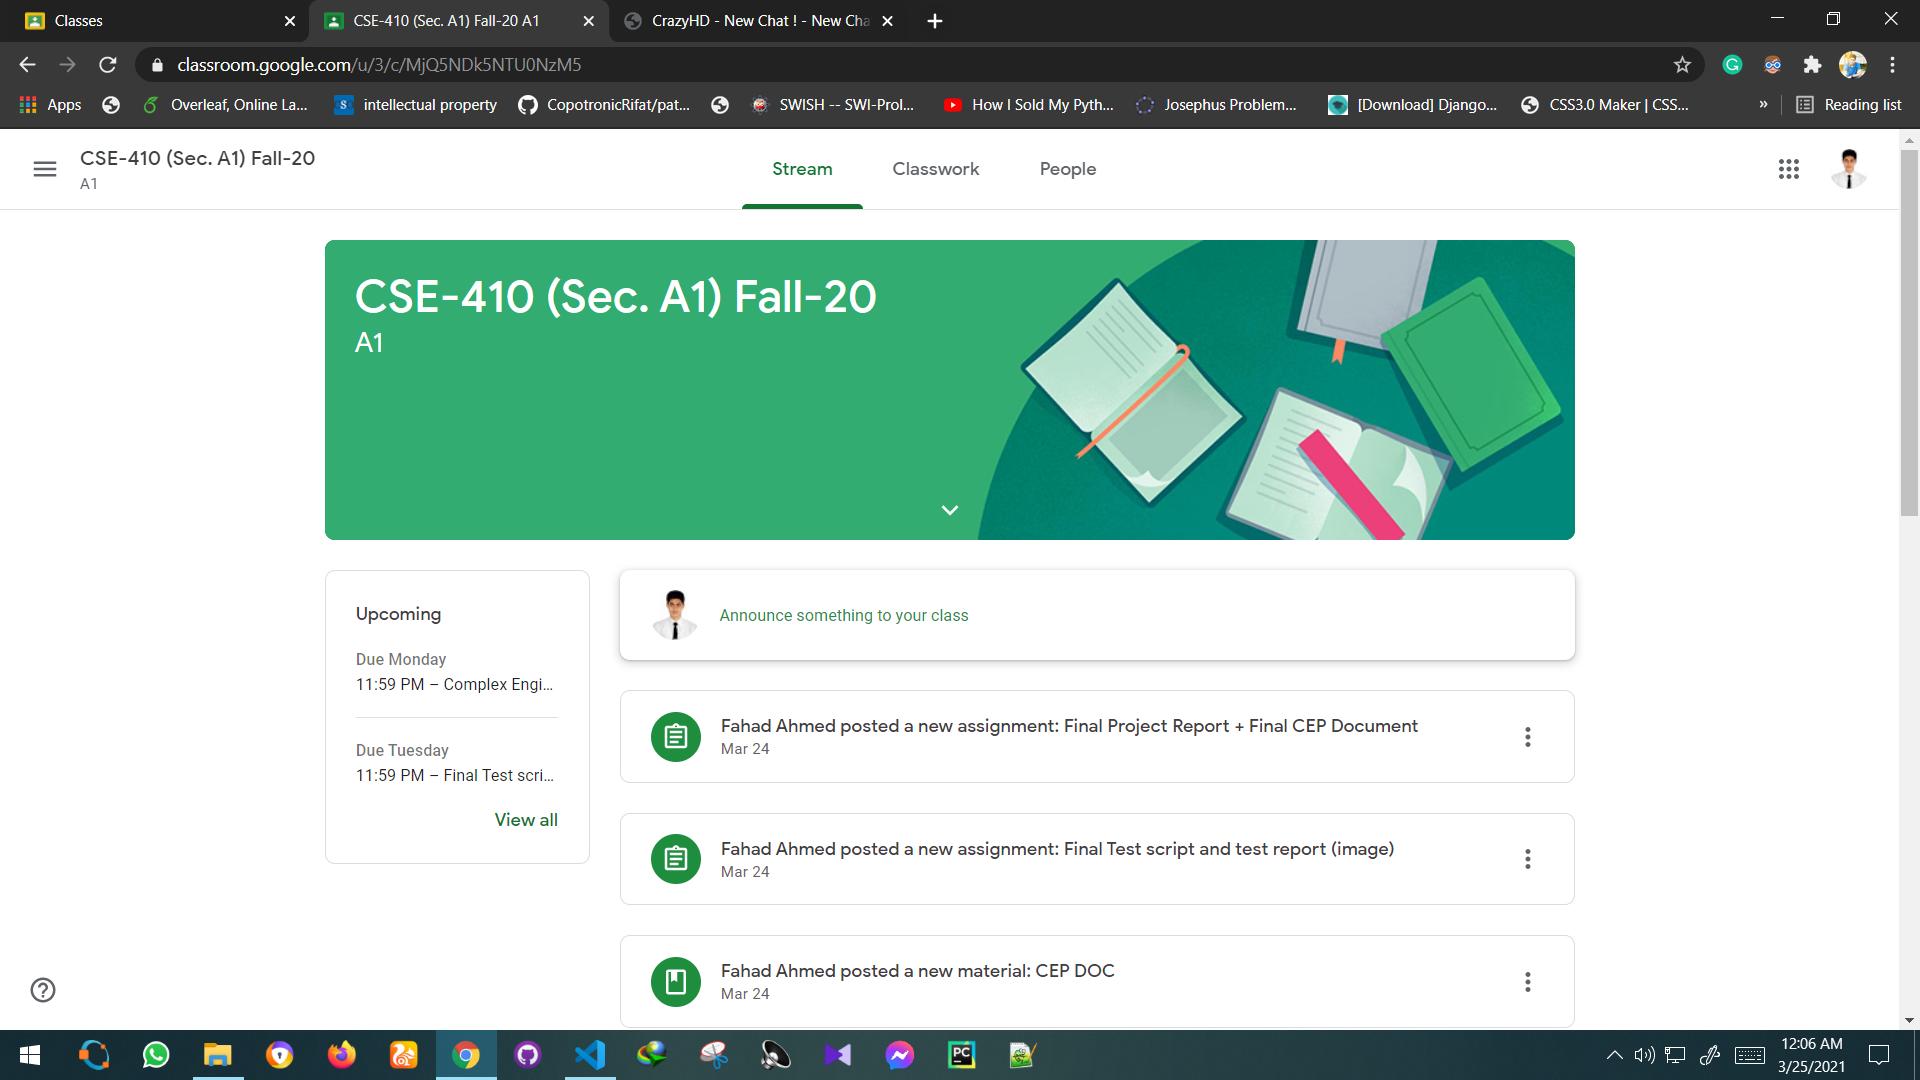 Classes
CSE-410 (Sec. A1) Fall-20 A1
CrazyHD - New Chat ! - New Cha
classroom.google.com/u/3/c/MjQ5NDk5NTU0NzM5
Apps
Overleaf, Online La...
S
intellectual property
CopotronicRifat/pat...
SWISH -- SWI-Prol...
How I Sold My Pyth...
Josephus Problem...
[Download] Django...
CSS3.0 Maker | CSS...
»
Reading list
CSE-410 (Sec. A1) Fall-20
A1
Stream
Classwork
People
CSE-410 (Sec. A1) Fall-20
A1
Upcoming
Due Monday
11:59 PM – Complex Engi...
Due Tuesday
11:59 PM – Final Test scri...
View all
Announce something to your class
Fahad Ahmed posted a new assignment: Final Project Report + Final CEP Document
Mar 24
Fahad Ahmed posted a new assignment: Final Test script and test report (image)
Mar 24
Fahad Ahmed posted a new material: CEP DOC
Mar 24
PC
12:06 AM
3/25/2021